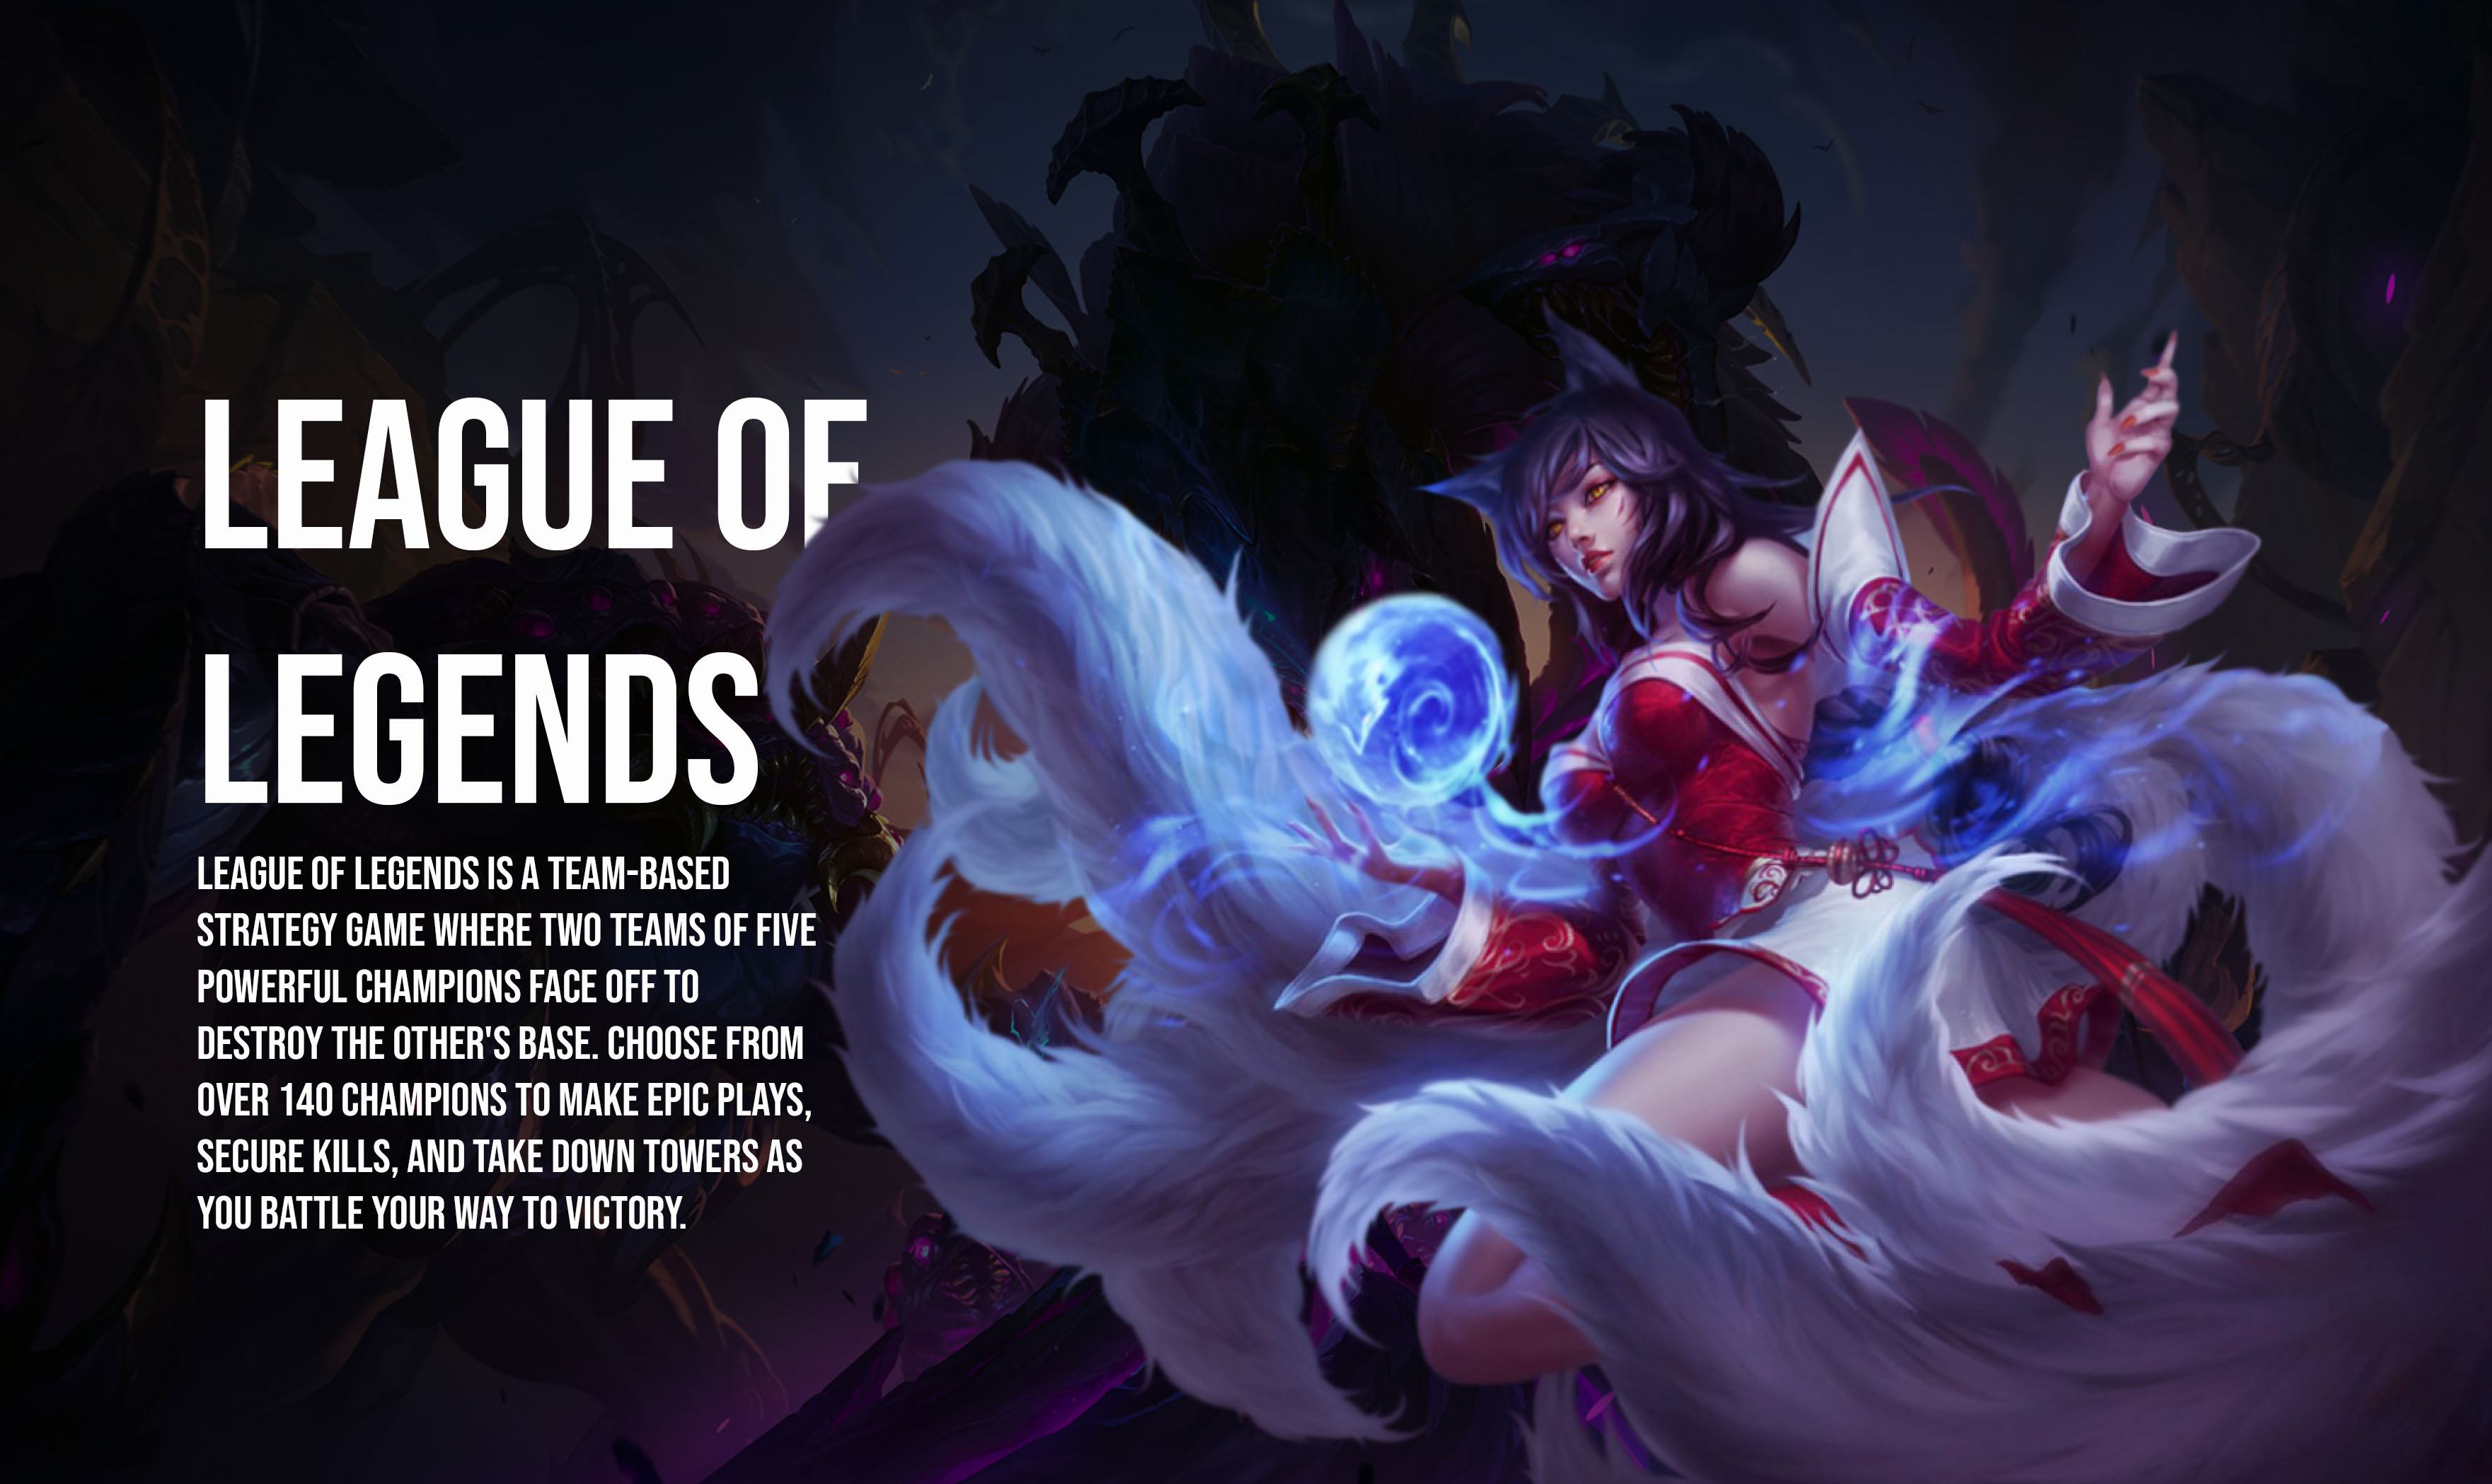 LEAGUE OF
LEGENDS
LEAGUE OF LEGENDS IS A TEAM-BASED
STRATEGY GAME WHERE TWO TEAMS OF FIVE
POWERFUL CHAMPIONS FACE OFF TO
DESTROY THE OTHER'S BASE. CHOOSE FROM
OVER 140 CHAMPIONS TO MAKE EPIC PLAYS,
SECURE KILLS, AND TAKE DOWN TOWERS AS
YOU BATTLE YOUR WAY TO VICTORY.